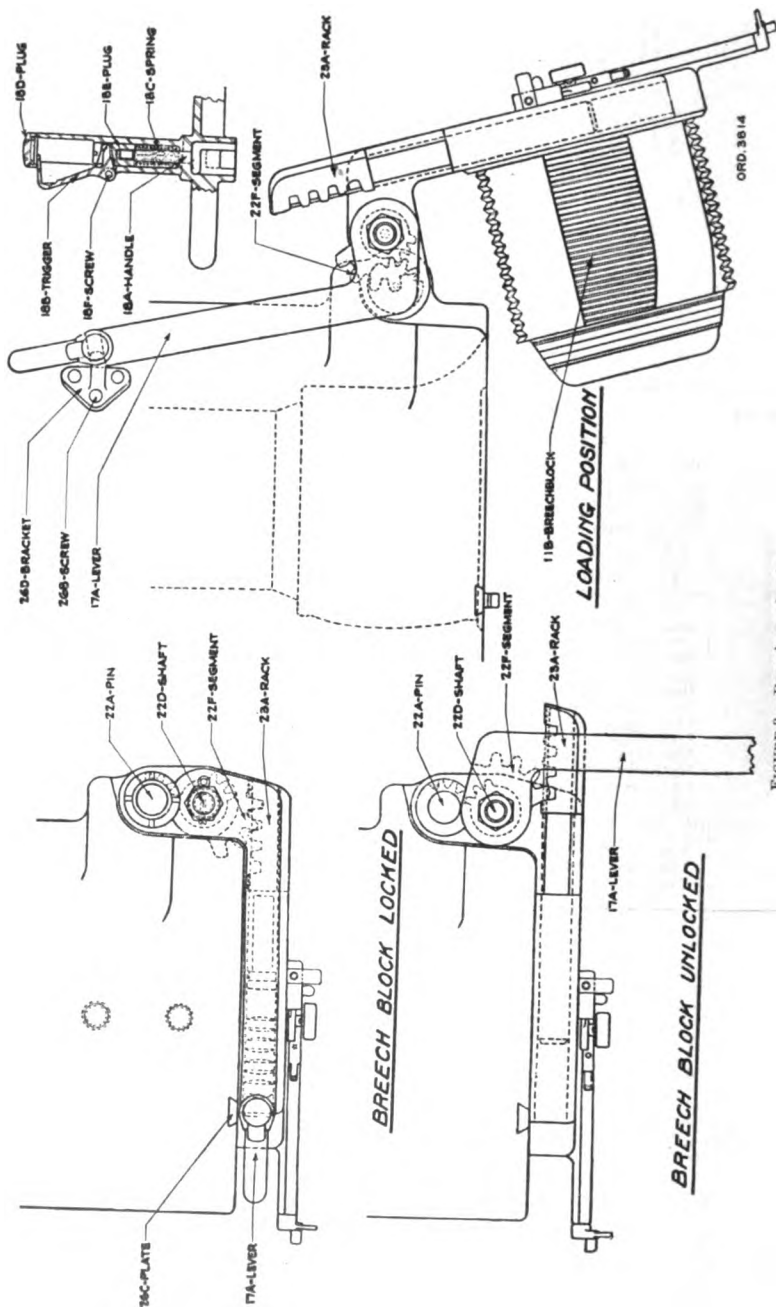 26C-PLATE
17A-LEVER
22A-PIN
22D-SHAFT
22F-SEGMENT
23A-RACK
BREECH BLOCK LOCKED
22A-PIN
22D-SHAFT
22F-SEGMENT
23A-RACK
17A-LEVER
BREECH BLOCK UNLOCKED
26D-BRACKET
26B-SCREW
17A-LEVER
18B-TRIGGER
18F-SCREW
18A-HANDLE
22F-SEGMENT
18D-PLUG
18E-PLUG
18C-SPRING
23A-RACK
11B-BREECHBLOCK
LOADING POSITION
ORD. 3814